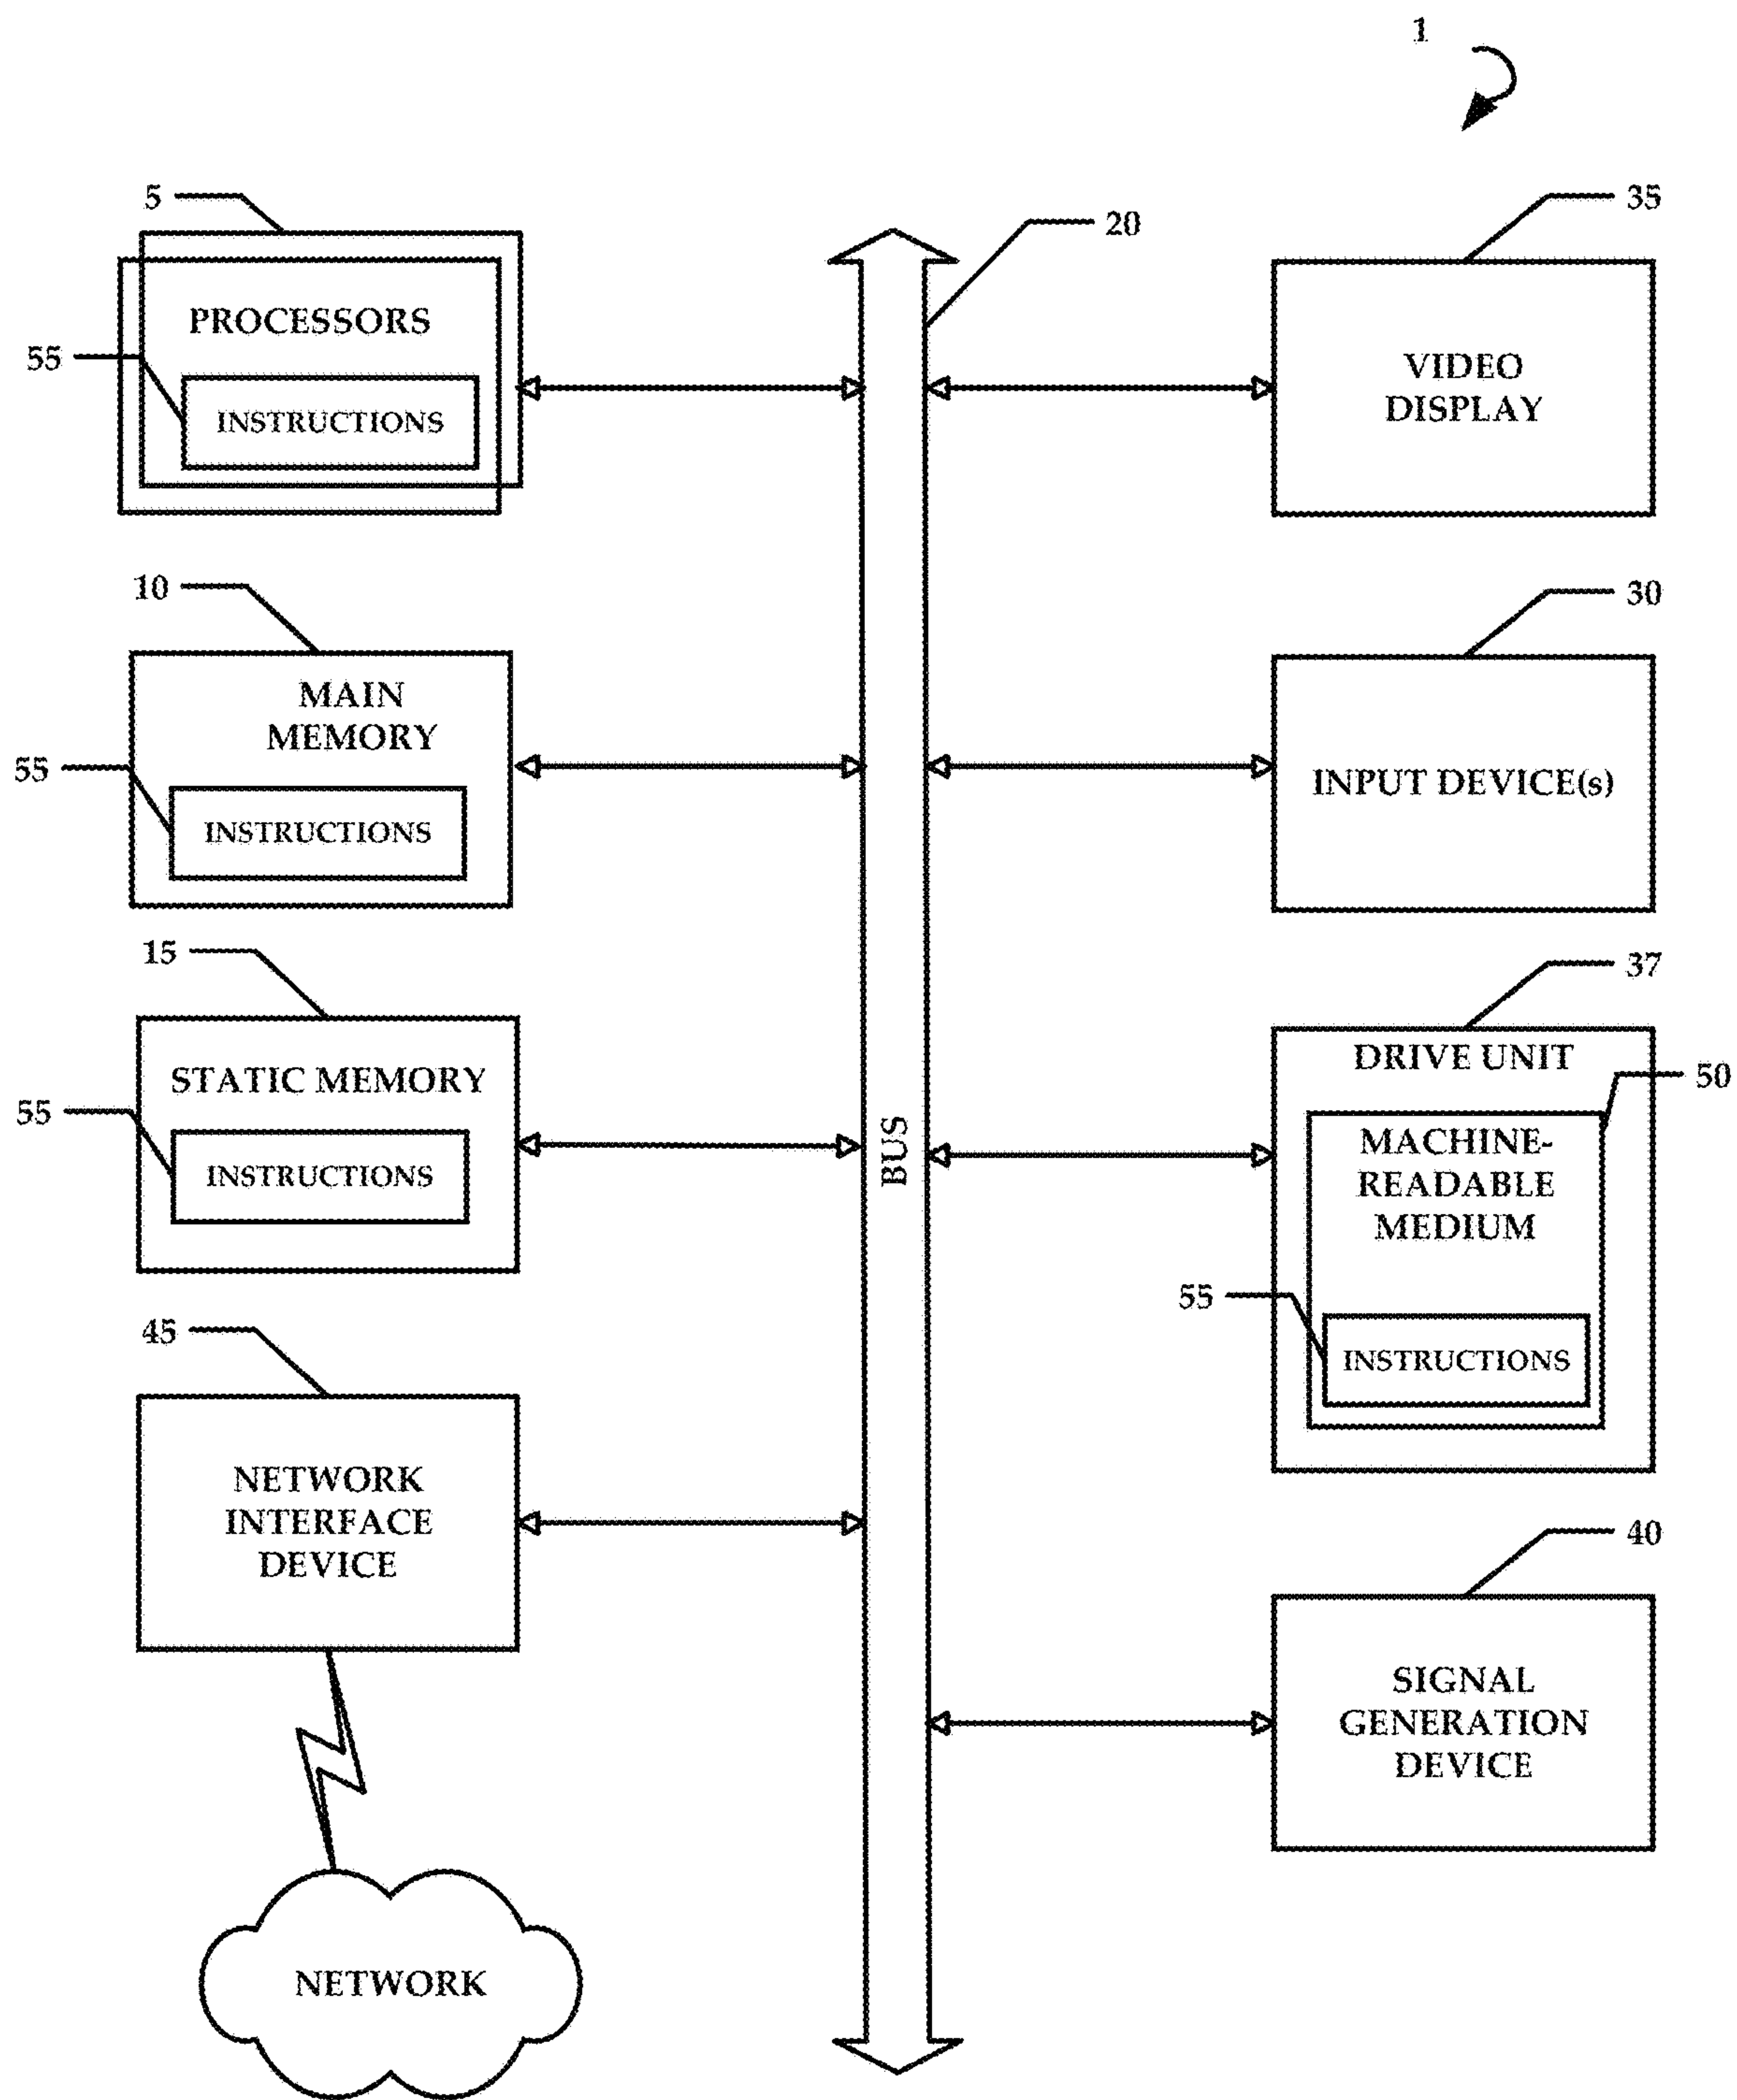 1
5
PROCESSORS
55
INSTRUCTIONS
10
MAIN
MEMORY
55
INSTRUCTIONS
15
STATIC MEMORY
55
INSTRUCTIONS
45
NETWORK
INTERFACE
DEVICE
NETWORK
20
BUS
35
VIDEO
DISPLAY
30
INPUT DEVICE(s)
37
DRIVE UNIT
50
MACHINE-
READABLE
MEDIUM
55
INSTRUCTIONS
40
SIGNAL
GENERATION
DEVICE